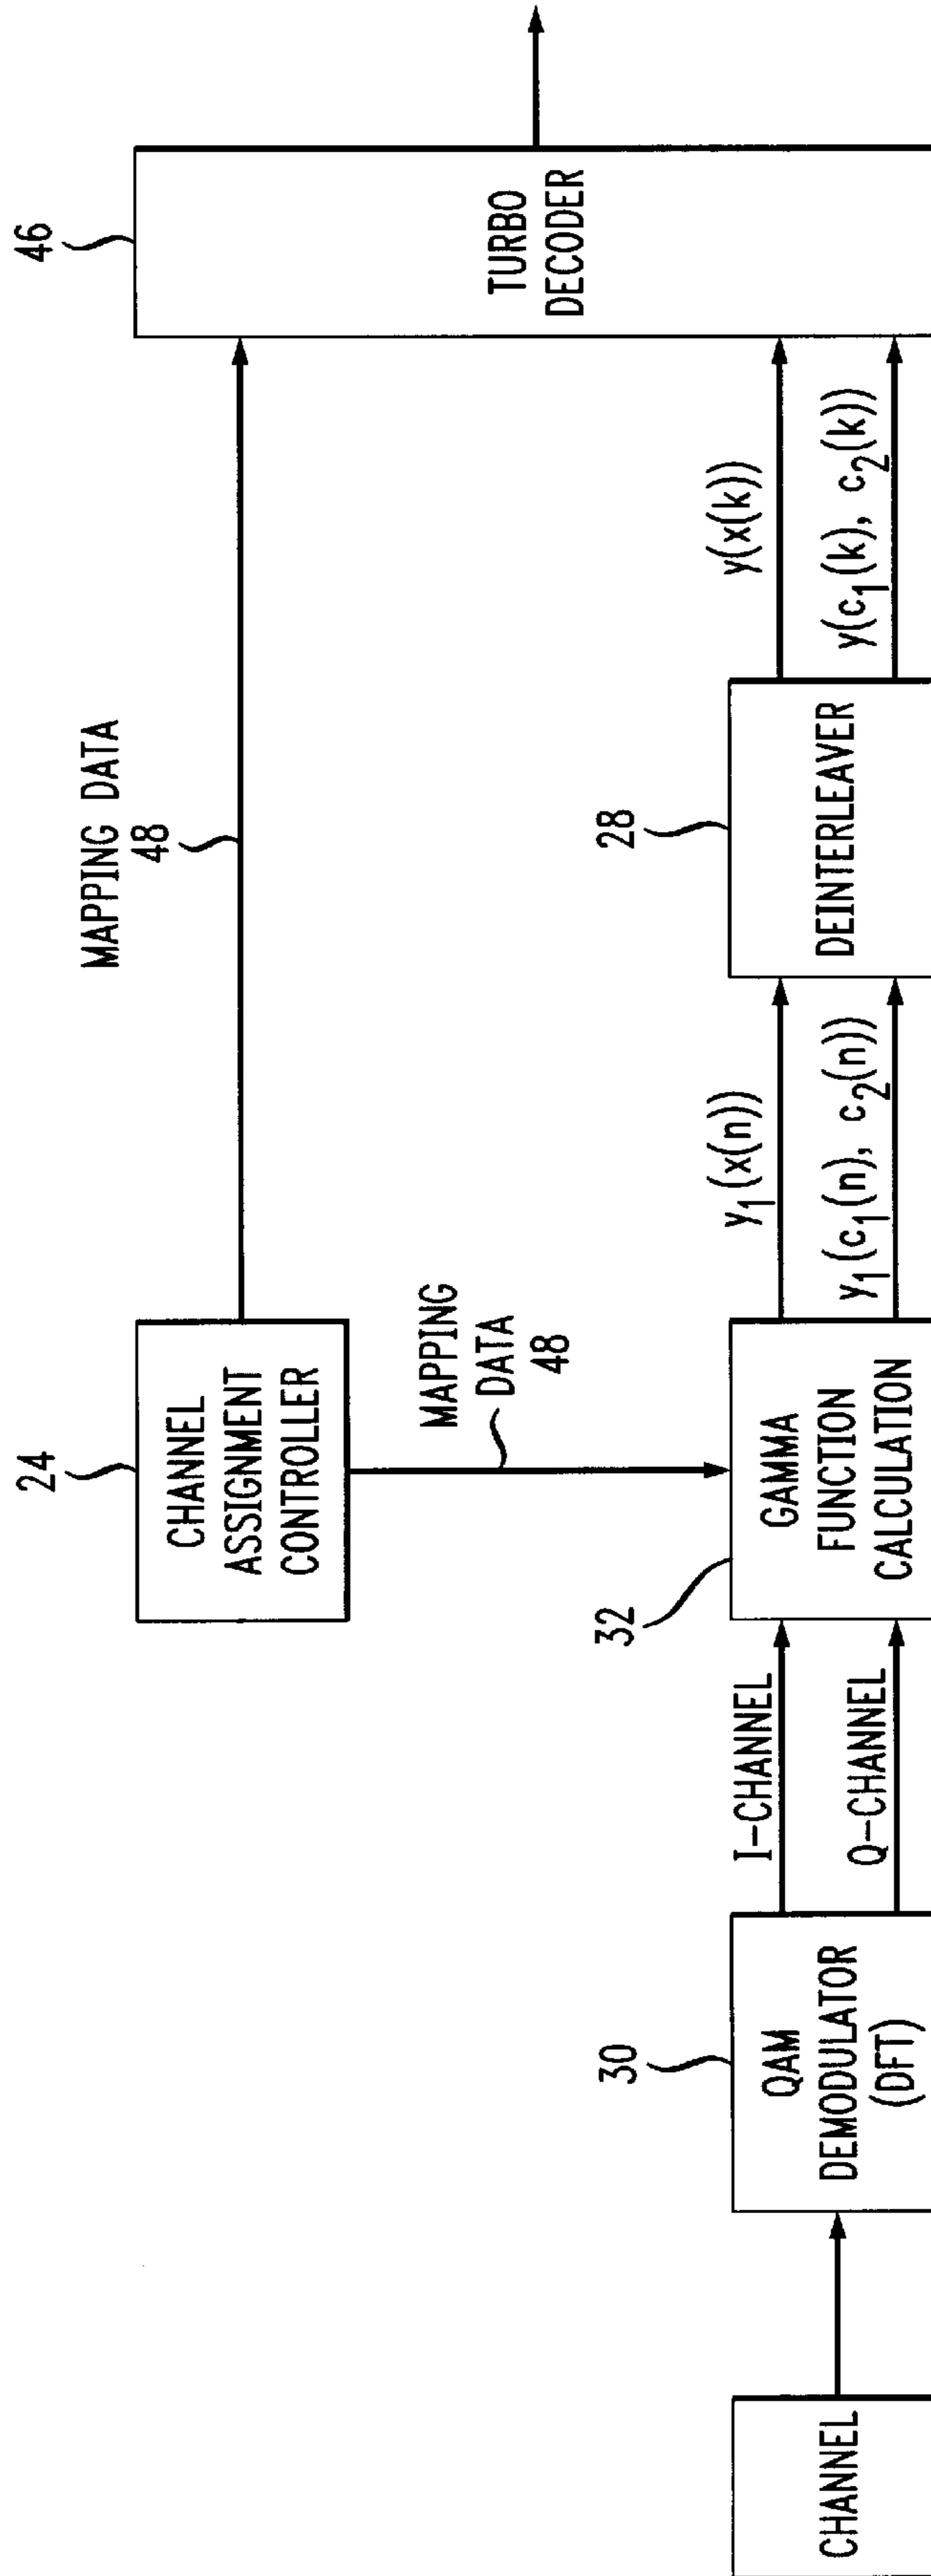 24
CHANNEL
ASSIGNMENT
CONTROLLER
MAPPING DATA
48
46
TURBO
DECODER
MAPPING
DATA
48
CHANNEL
30
QAM
DEMODULATOR
(DFT)
I-CHANNEL
Q-CHANNEL
32
GAMMA
FUNCTION
CALCULATION
y₁(x(n))
y₁(c₁(n), c₂(n))
28
DEINTERLEAVER
y(x(k))
y(c₁(k), c₂(k))